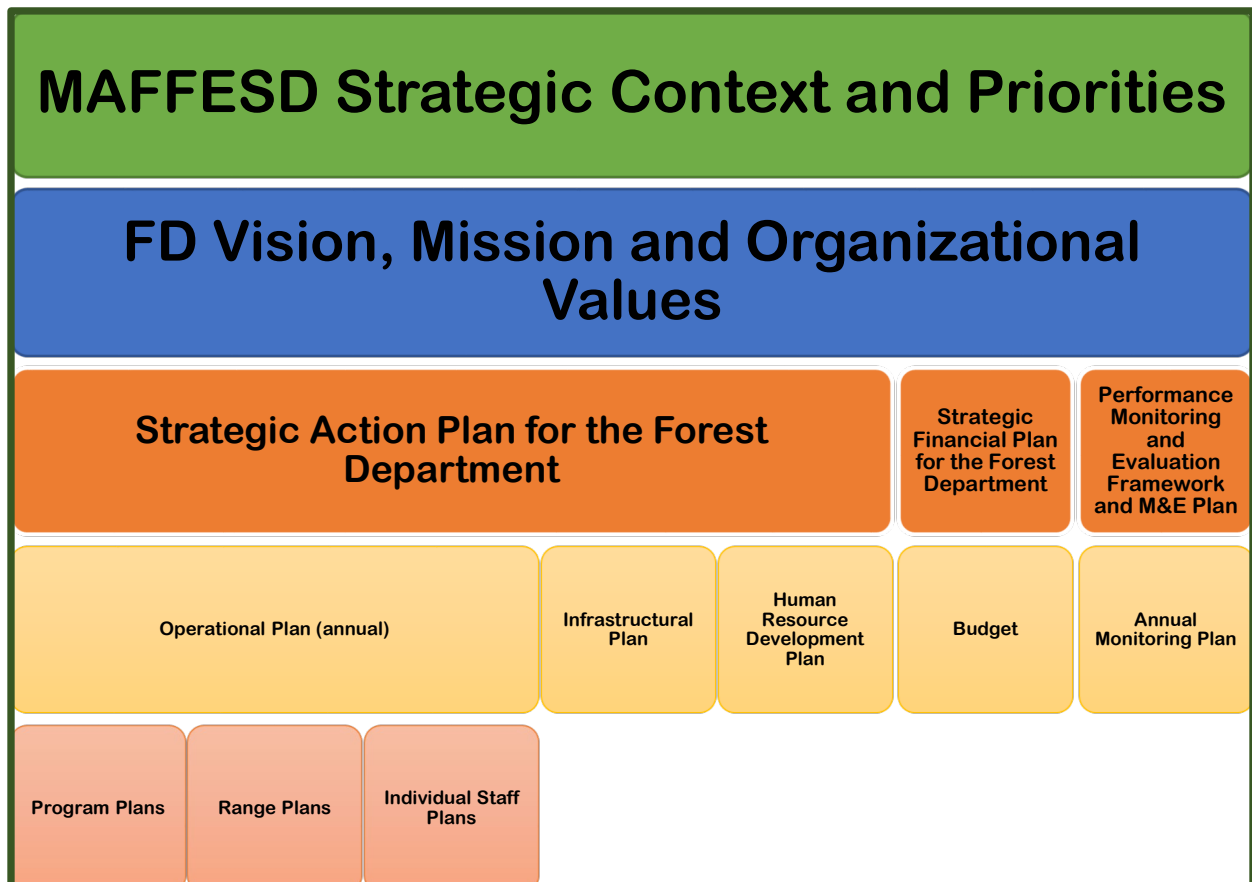 MAFFESD Strategic Context and Priorities
FD Vision, Mission and Organizational
Values
Strategic Action Plan for the Forest
Department
Strategic
Financial Plan
for the Forest
Department
Performance
Monitoring
and
Evaluation
Framework
and M&E Plan
Operational Plan (annual)
Infrastructural
Plan
Human
Resource
Development
Plan
Budget
Annual
Monitoring Plan
Program Plans
Range Plans
Individual Staff
Plans